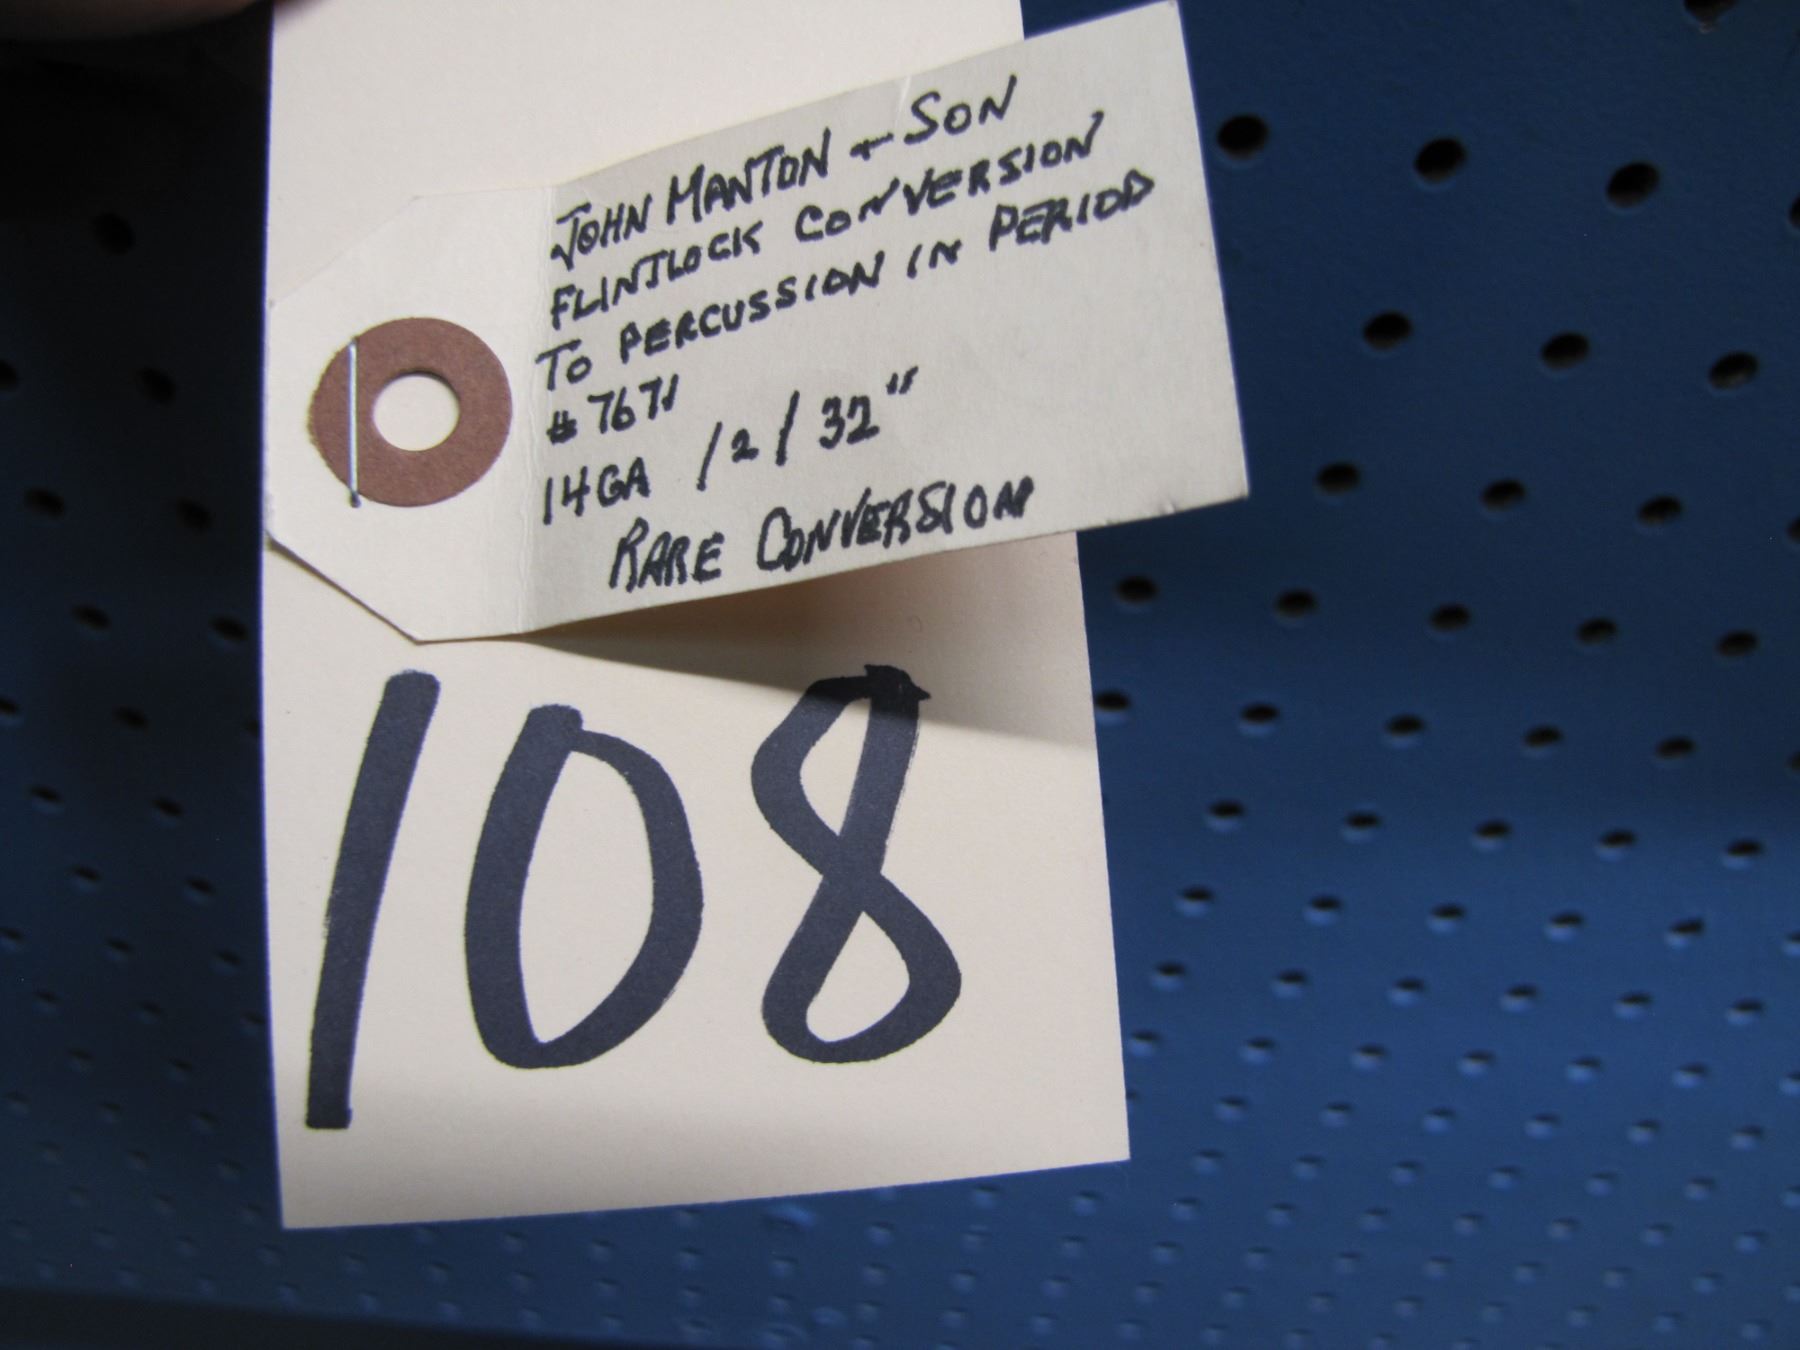 JOHN MANTON + SON
FLINTLOCK CONVERSION
TO PERCUSSION IN PERIOD
# 7671
14GA /2/ 32"
RARE CONVERSION
108